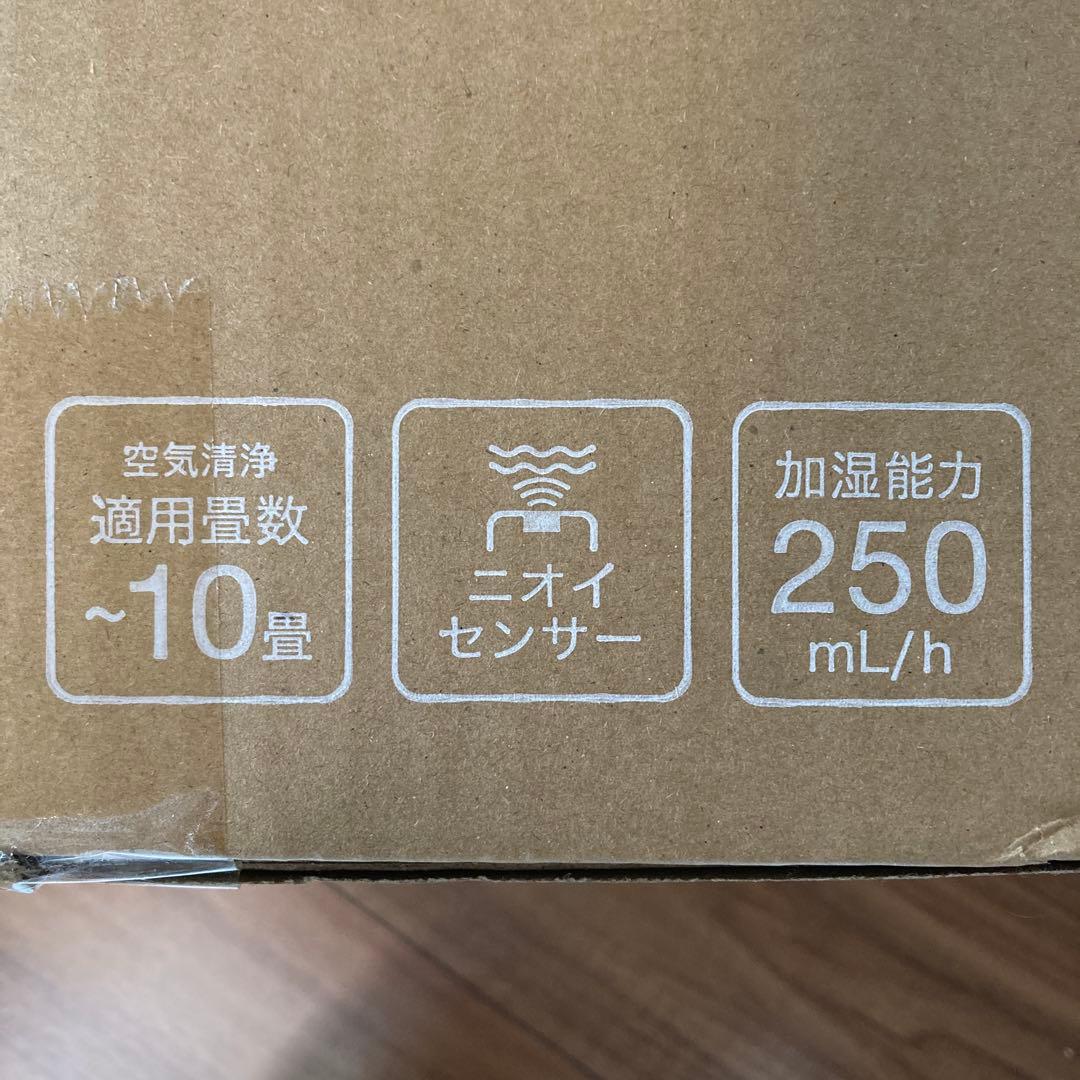 空気清浄
適用畳数
~10畳
ニオイ
センサー
加湿能力
250
mL/h